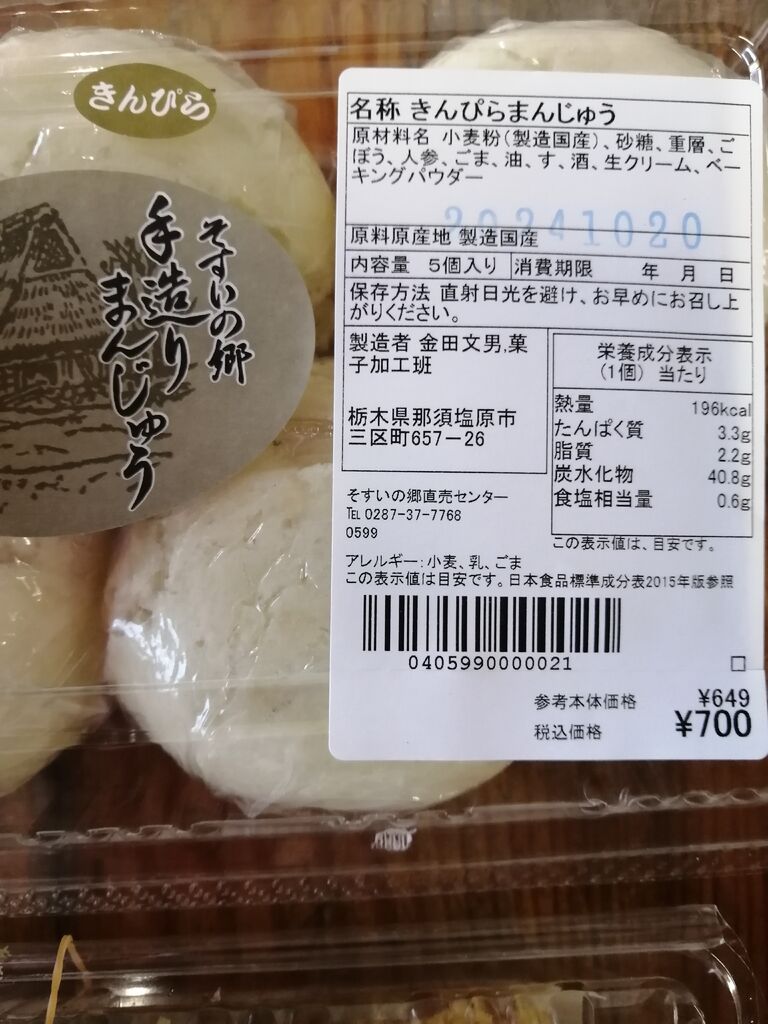 きんぴら
そすいの郷
手造り
まんじゅう
名称 きんぴらまんじゅう
原材料名 小麦粉(製造国産)、砂糖、重層、ご
ぼう、人参、ごま、油、す、酒、生クリーム、ベー
キングパウダー
20241020
原料原産地 製造国産
内容量 5個入り 消費期限 年 月 日
保存方法 直射日光を避け、お早めにお召し上
がりください。
製造者 金田文男,菓
子加工班
栃木県那須塩原市
三区町657-26
栄養成分表示
(1個) 当たり
熱量 196kcal
たんぱく質 3.3g
脂質 2.2g
炭水化物 40.8g
食塩相当量 0.6g
この表示値は、目安です。
そすいの郷直売センター
TEL 0287-37-7768
0599
アレルギー:小麦、乳、ごま
この表示値は目安です。日本食品標準成分表2015年版参照
0405990000021
参考本体価格 ¥649
税込価格 ¥700